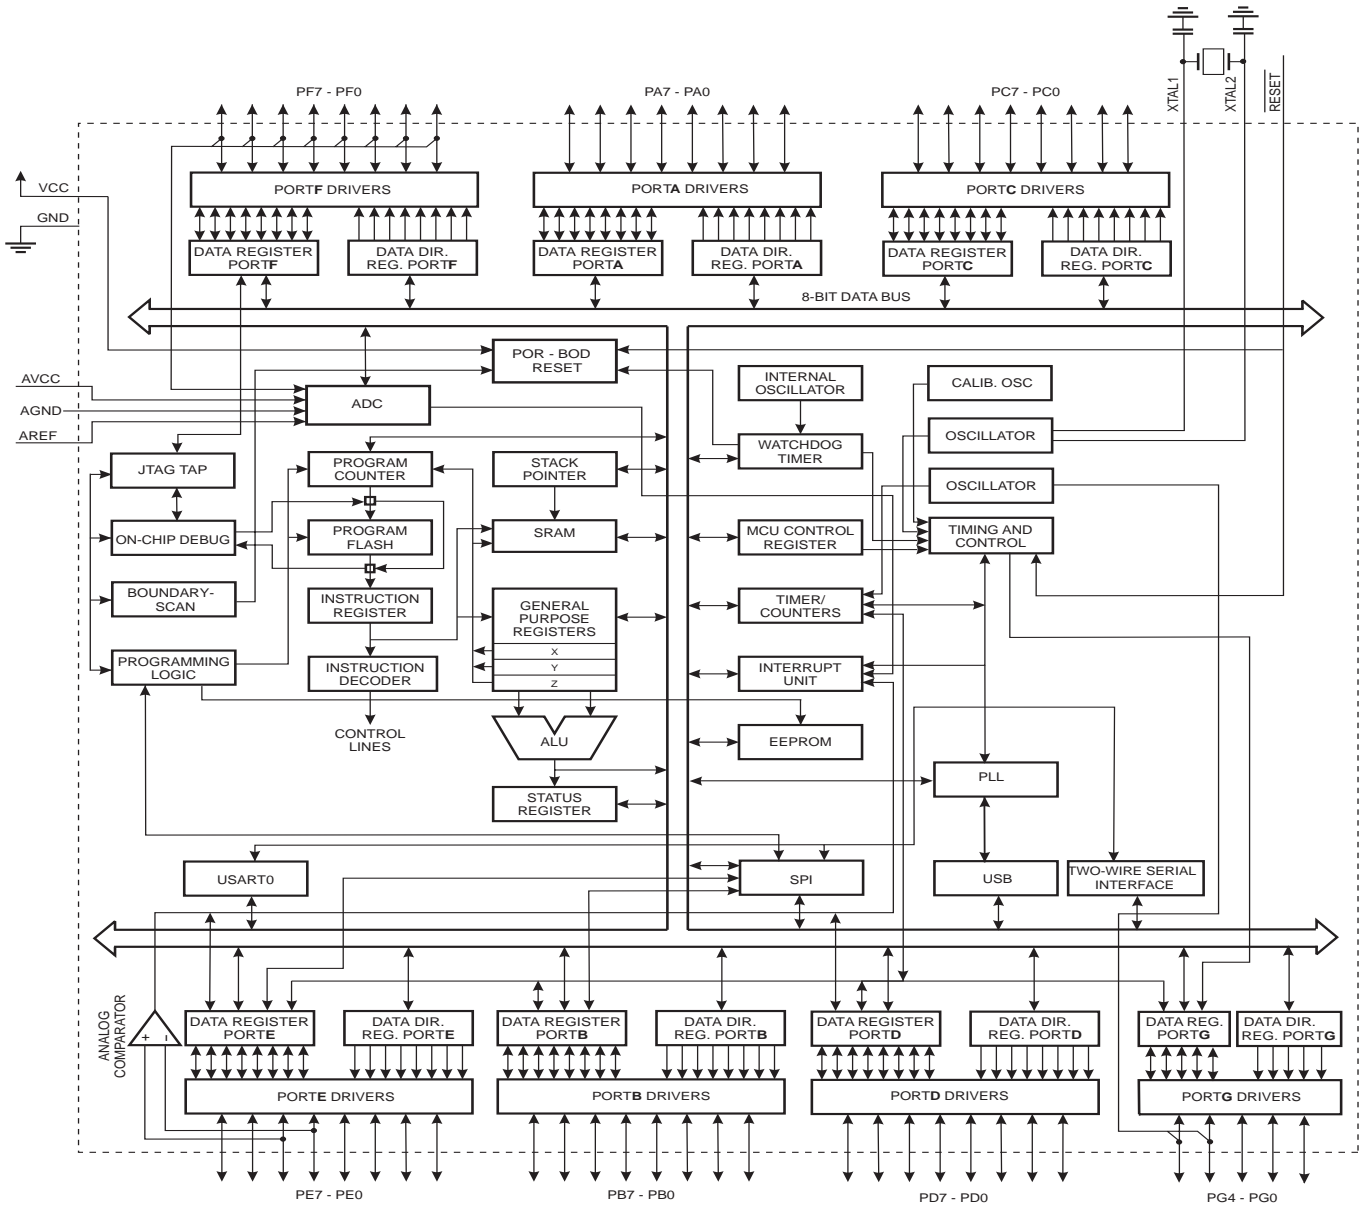 XTAL1
XTAL2
RESET
PF7 - PF0
PA7 - PA0
PC7 - PC0
VCC
GND
PORTF DRIVERS
PORTA DRIVERS
PORTC DRIVERS
DATA REGISTER
PORTF
DATA DIR.
REG. PORTF
DATA REGISTER
PORTA
DATA DIR.
REG. PORTA
DATA REGISTER
PORTC
DATA DIR.
REG. PORTC
8-BIT DATA BUS
POR - BOD
RESET
INTERNAL
OSCILLATOR
CALIB. OSC
AVCC
AGND
AREF
ADC
OSCILLATOR
JTAG TAP
PROGRAM
COUNTER
STACK
POINTER
WATCHDOG
TIMER
OSCILLATOR
ON-CHIP DEBUG
PROGRAM
FLASH
SRAM
MCU CONTROL
REGISTER
TIMING AND
CONTROL
BOUNDARY-
SCAN
INSTRUCTION
REGISTER
GENERAL
PURPOSE
REGISTERS
X
Y
Z
TIMER/
COUNTERS
PROGRAMMING
LOGIC
INSTRUCTION
DECODER
INTERRUPT
UNIT
CONTROL
LINES
ALU
EEPROM
PLL
STATUS
REGISTER
USART0
SPI
USB
TWO-WIRE SERIAL
INTERFACE
ANALOG
COMPARATOR
+
-
DATA REGISTER
PORTE
DATA DIR.
REG. PORTE
DATA REGISTER
PORTB
DATA DIR.
REG. PORTB
DATA REGISTER
PORTD
DATA DIR.
REG. PORTD
DATA REG.
PORTG
DATA DIR.
REG. PORTG
PORTE DRIVERS
PORTB DRIVERS
PORTD DRIVERS
PORTG DRIVERS
PE7 - PE0
PB7 - PB0
PD7 - PD0
PG4 - PG0